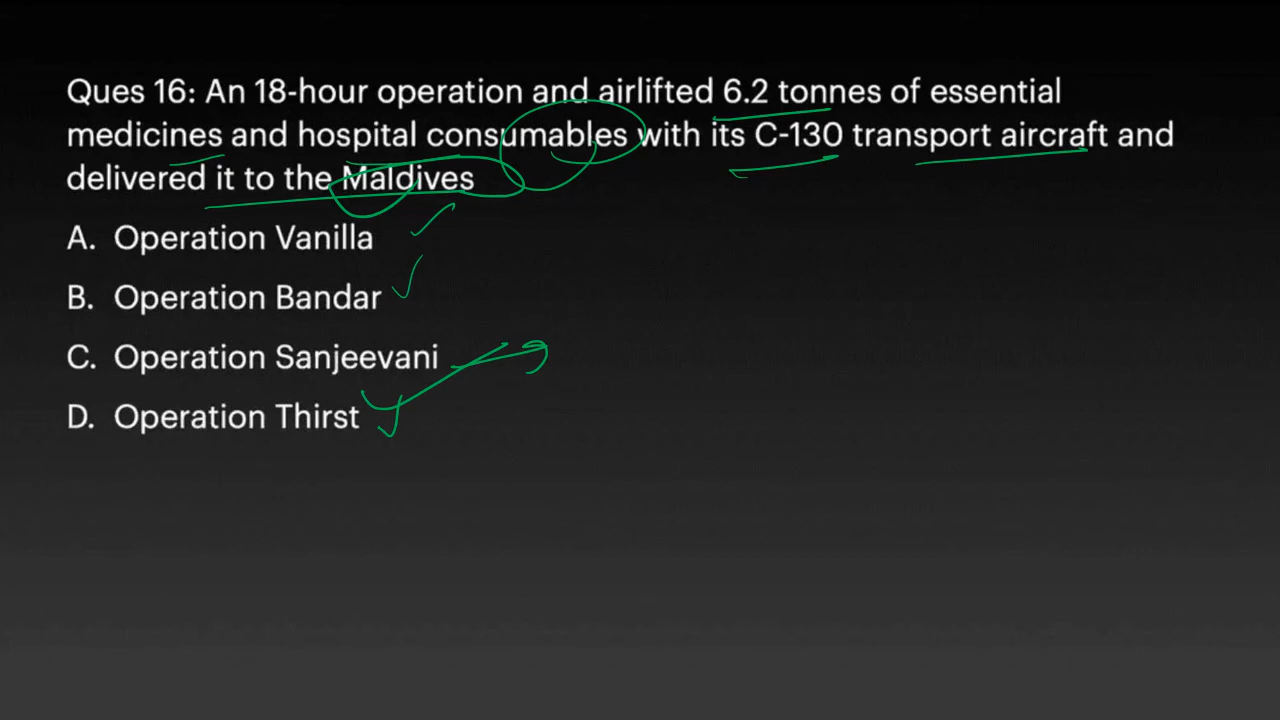 Ques 16: An 18-hour operation and airlifted 6.2 tonnes of essential
medicines and hospital consumables with its C-130 transport aircraft and
delivered it to the Maldives
A. Operation Vanilla
B. Operation Bandar
C. Operation Sanjeevani
D. Operation Thirst